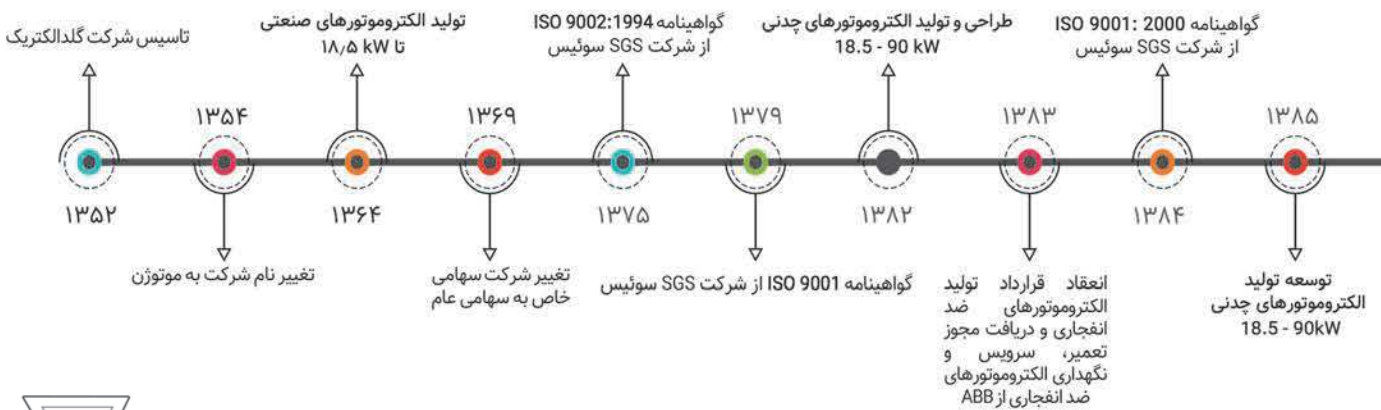 تاسیس شرکت گلدالکتریک
۱۳۵۲
۱۳۵۴
تغییر نام شرکت به موتوژن
تولید الکتروموتورهای صنعتی
تا ۱۸٫۵ kW
۱۳۶۴
۱۳۶۹
تغییر شرکت سهامی
خاص به سهامی عام
گواهینامه ISO 9002:1994
از شرکت SGS سوئیس
۱۳۷۵
۱۳۷۹
گواهینامه ISO 9001 از شرکت SGS سوئیس
طراحی و تولید الکتروموتورهای چدنی
18.5 - 90 kW
۱۳۸۲
۱۳۸۳
انعقاد قرارداد تولید
الکتروموتورهای ضد
انفجاری و دریافت مجوز
تعمیر، سرویس و
نگهداری الکتروموتورهای
ضد انفجاری از ABB
گواهینامه ISO 9001: 2000
از شرکت SGS سوئیس
۱۳۸۴
۱۳۸۵
توسعه تولید
الکتروموتورهای چدنی
18.5 - 90kW